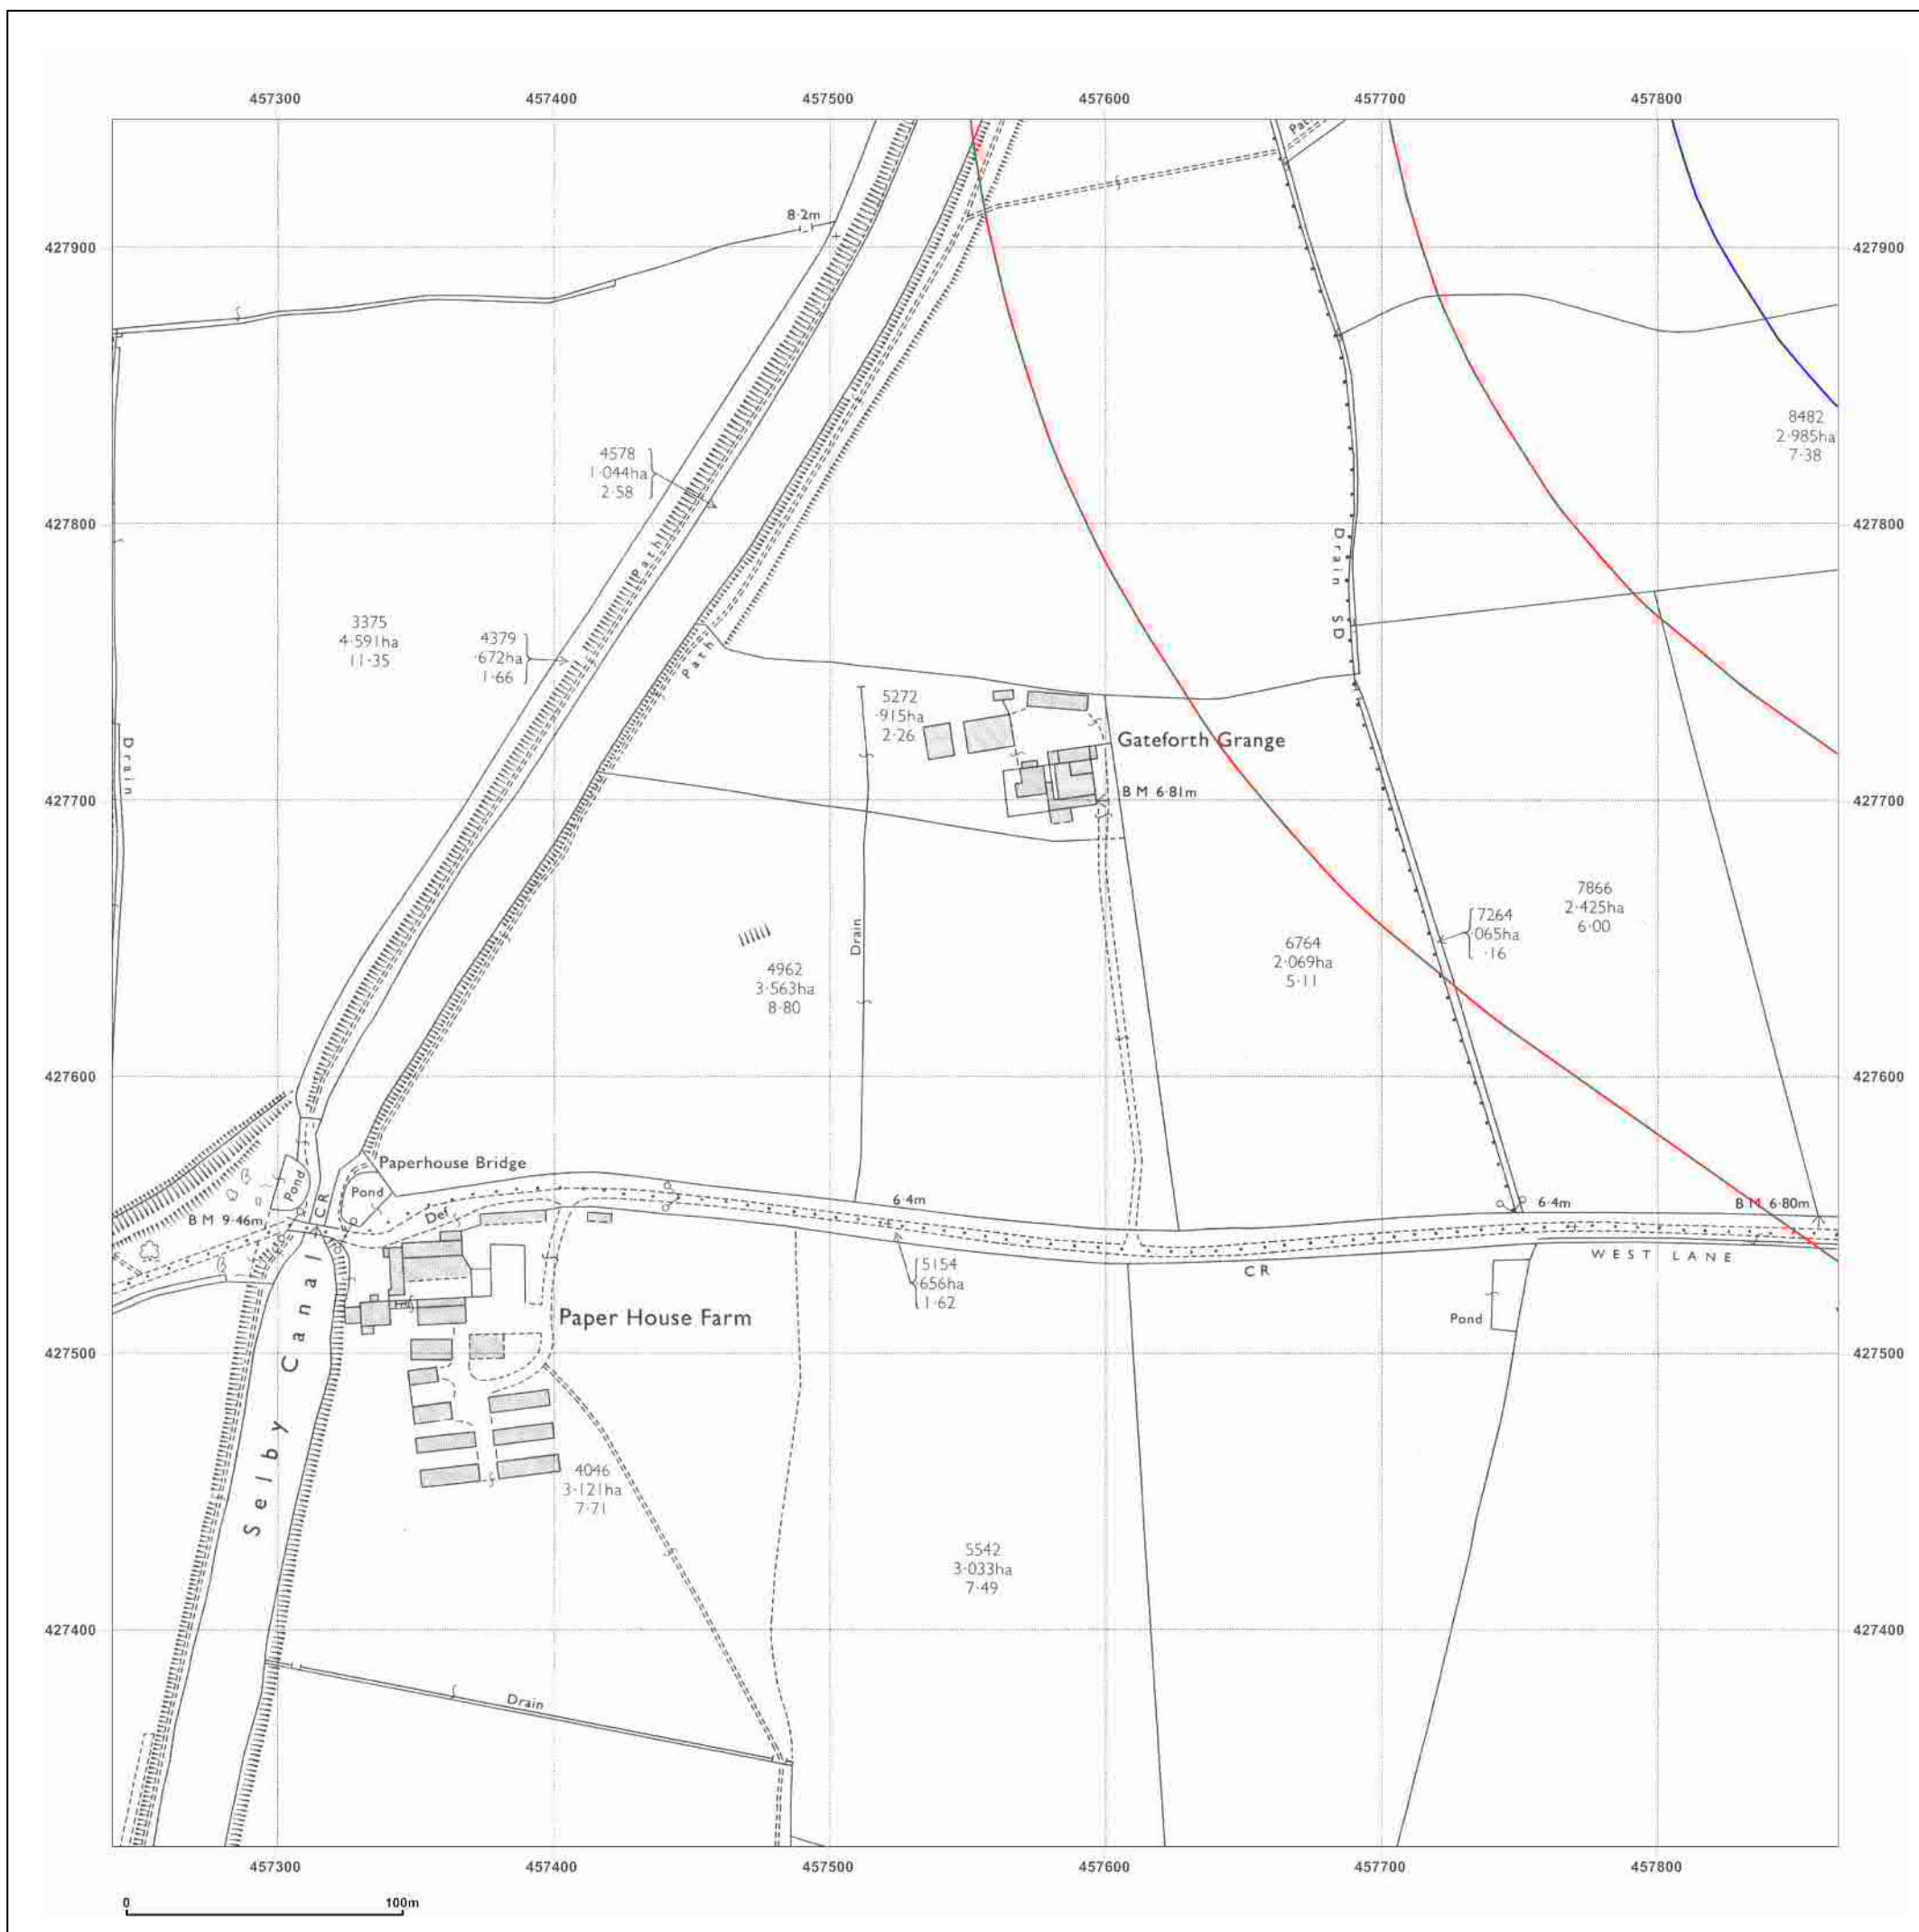 457300 457400 457500 457600 457700 457800
Path
8·2m
427900 427900
8482
2·985ha
7·38
4578
1·044ha
2·58
427800 427800
Path
Drain SD
3375
4·591ha
11·35
4379
·672ha
1·66
Path
5272
·915ha
2·26
Gateforth Grange
Drain
BM 6·81m
427700 427700
7866
2·425ha
6·00
7264
·065ha
·16
Drain
6764
2·069ha
5·11
4962
3·563ha
8·80
427600 427600
Paperhouse Bridge
Pond
Pond
CR
Def
BM 9·46m
6·4m
6·4m
BM 6·80m
5154
·656ha
1·62
CR
WEST LANE
Paper House Farm
Pond
427500 427500
Selby Canal
4046
3·121ha
7·71
5542
3·033ha
7·49
427400 427400
Drain
457300 457400 457500 457600 457700 457800
0 100m